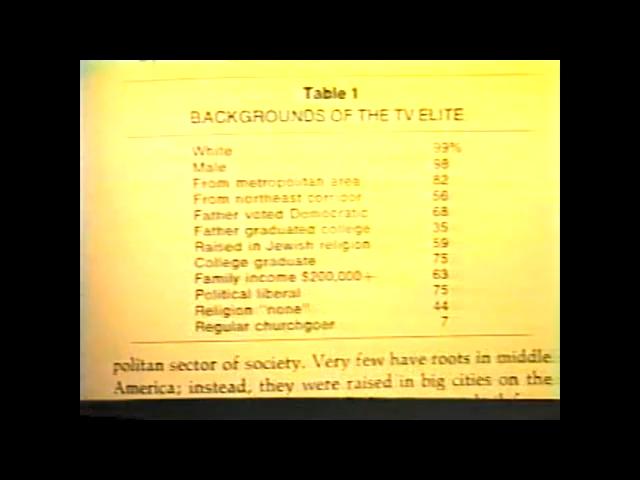 Table 1
BACKGROUNDS OF THE TV ELITE
White 99%
Male 98
From metropolitan area 82
From northeast corridor 56
Father voted Democratic 68
Father graduated college 35
Raised in Jewish religion 59
College graduate 75
Family income $200,000+ 63
Political liberal 75
Religion "none" 44
Regular churchgoer 7
politan sector of society. Very few have roots in middle
America; instead, they were raised in big cities on the